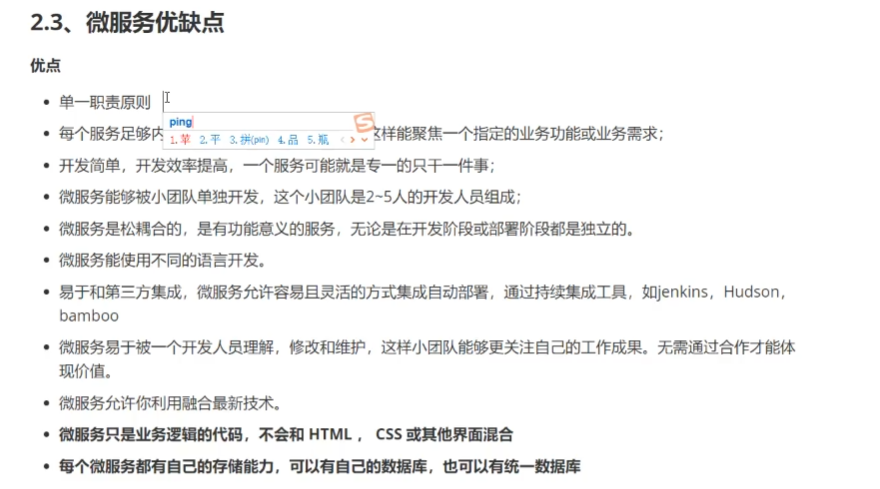 2.3、微服务优缺点
优点
单一职责原则
ping
1.苹 2.平 3.拼(pin) 4.品 5.瓶
每个服务足够内 这样能聚焦一个指定的业务功能或业务需求；
开发简单，开发效率提高，一个服务可能就是专一的只干一件事；
微服务能够被小团队单独开发，这个小团队是2~5人的开发人员组成；
微服务是松耦合的，是有功能意义的服务，无论是在开发阶段或部署阶段都是独立的。
微服务能使用不同的语言开发。
易于和第三方集成，微服务允许容易且灵活的方式集成自动部署，通过持续集成工具，如jenkins，Hudson，
bamboo
微服务易于被一个开发人员理解，修改和维护，这样小团队能够更关注自己的工作成果。无需通过合作才能体
现价值。
微服务允许你利用融合最新技术。
微服务只是业务逻辑的代码，不会和 HTML ， CSS 或其他界面混合
每个微服务都有自己的存储能力，可以有自己的数据库，也可以有统一数据库